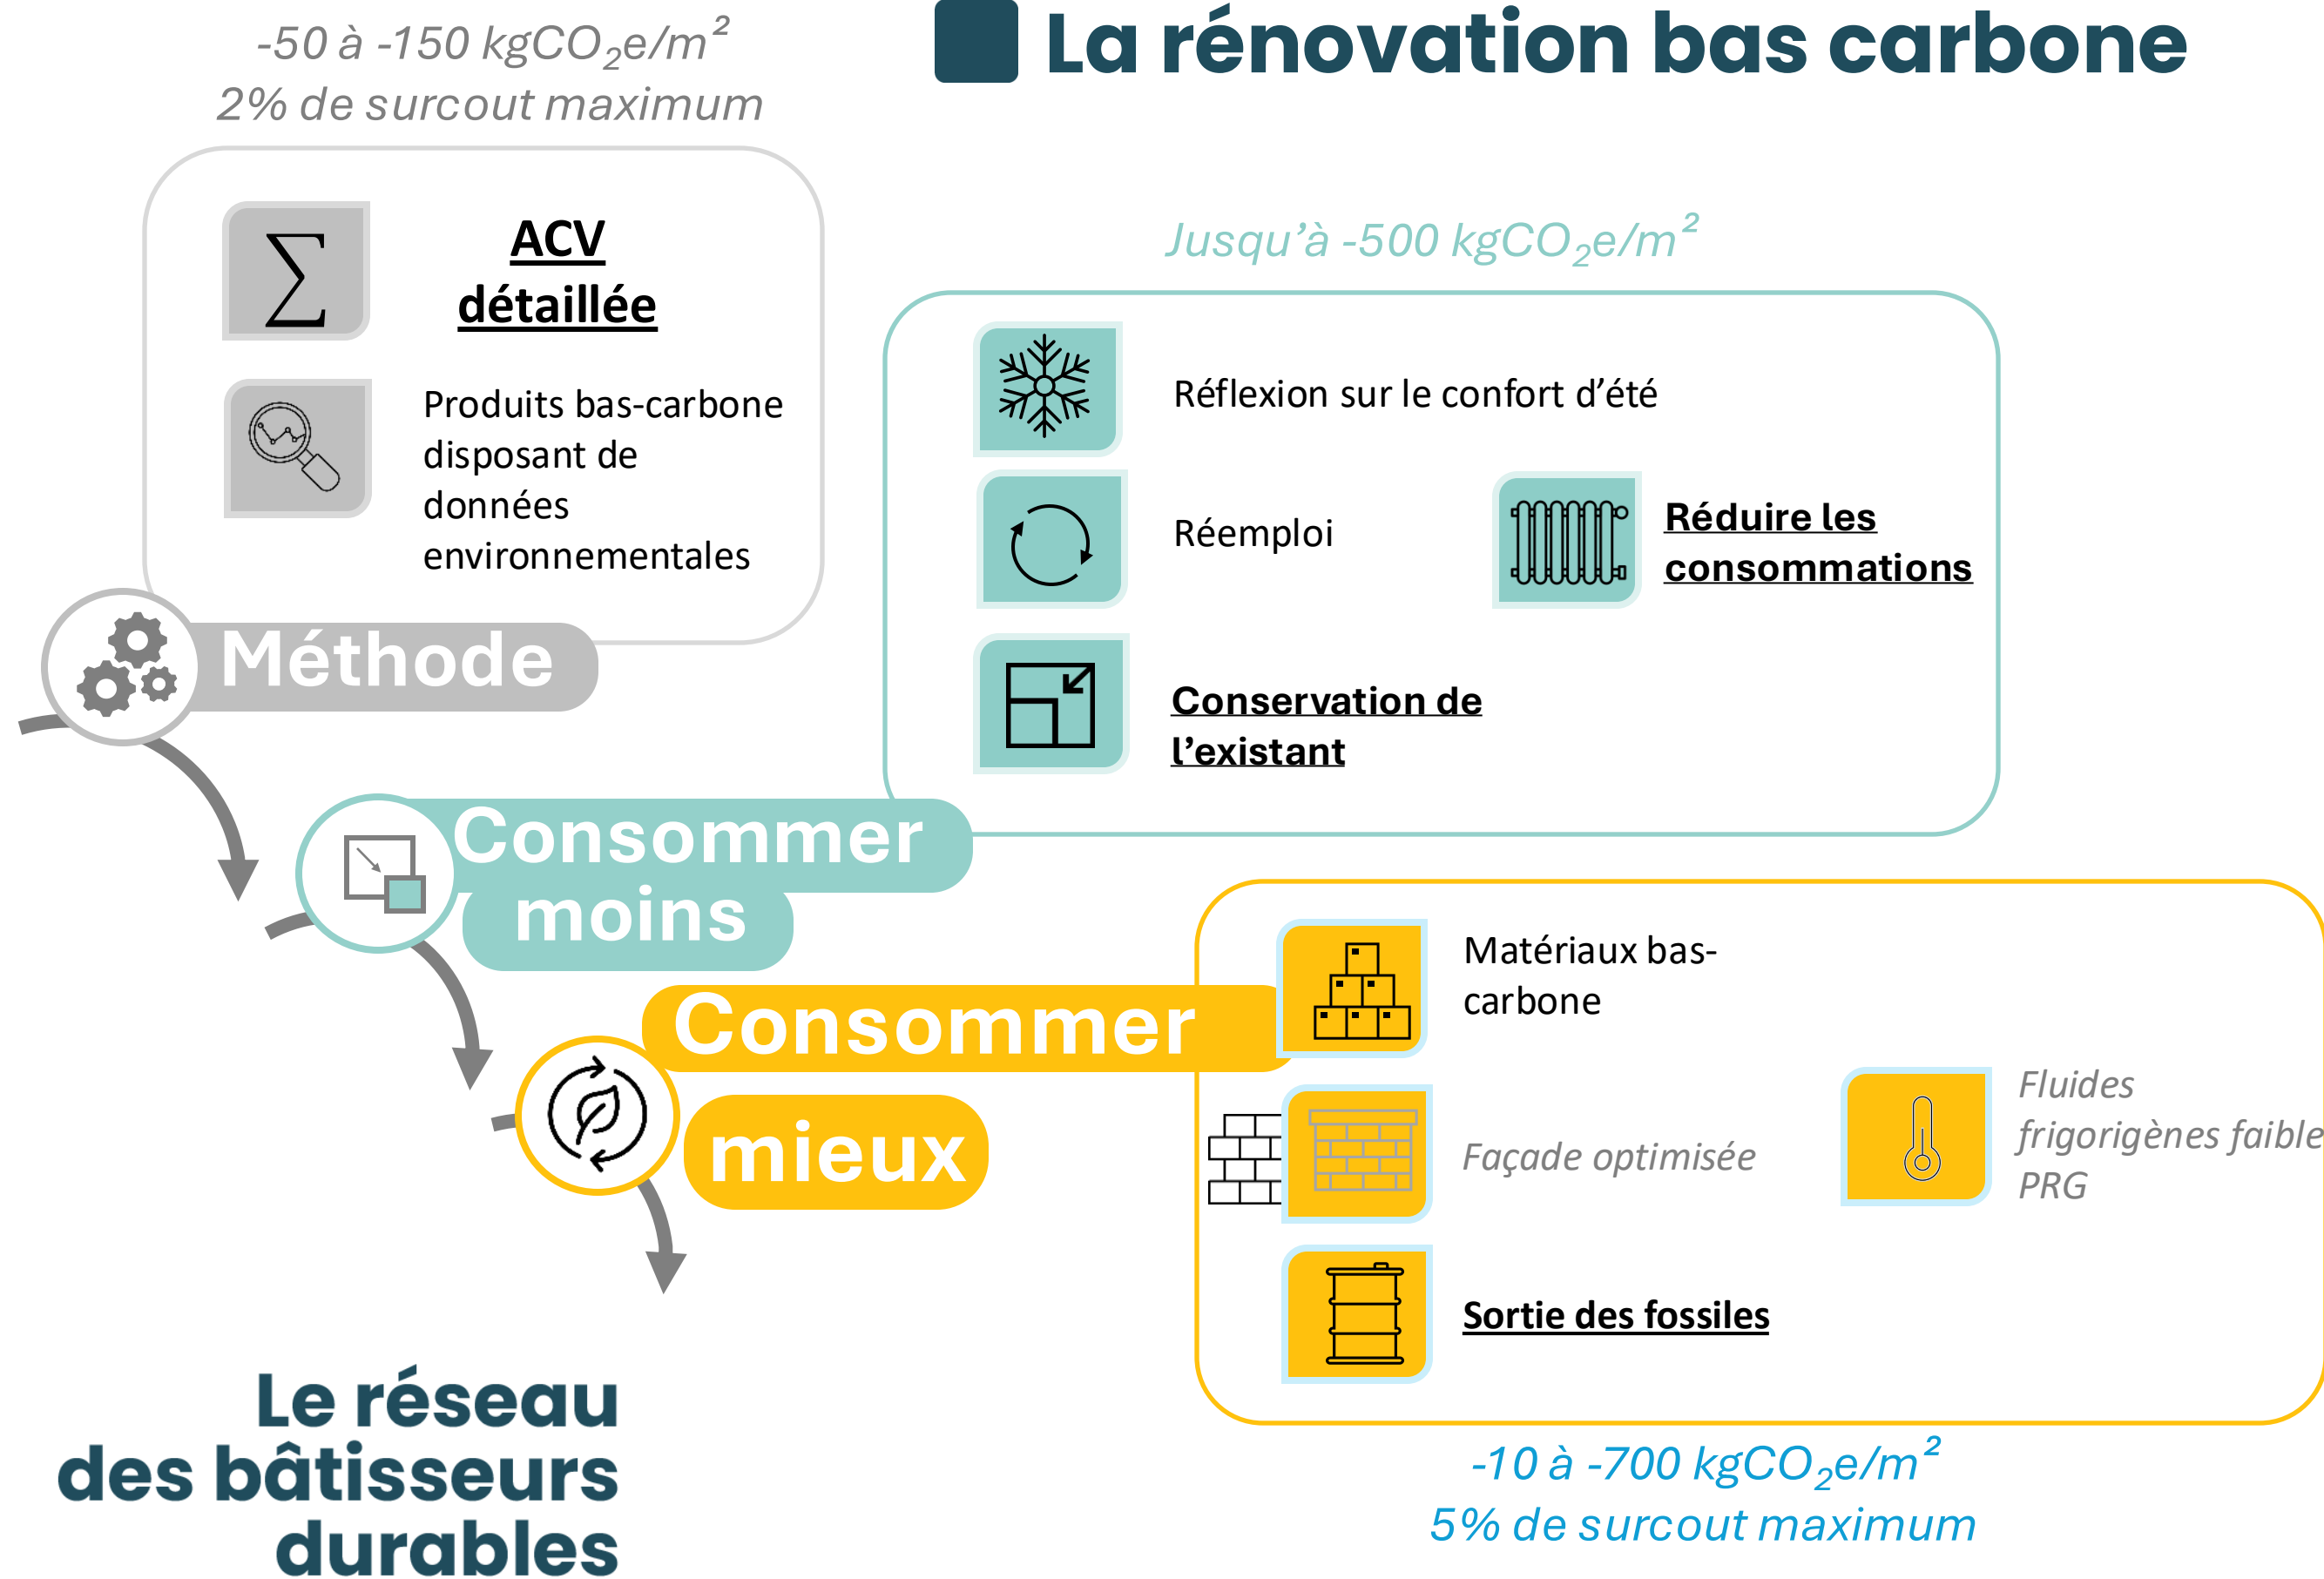 La rénovation bas carbone
-50 à -150 kgCO₂e/m²
2% de surcout maximum
∑
ACV
détaillée
Produits bas-carbone
disposant de
données
environnementales
Méthode
Jusqu’à -500 kgCO₂e/m²
Réflexion sur le confort d’été
Réemploi
Réduire les
consommations
Conservation de
l’existant
Consommer
moins
Consommer
mieux
Matériaux bas-
carbone
Façade optimisée
Fluides
frigorigènes faible
PRG
Sortie des fossiles
-10 à -700 kgCO₂e/m²
5% de surcout maximum
Le réseau
des bâtisseurs
durables